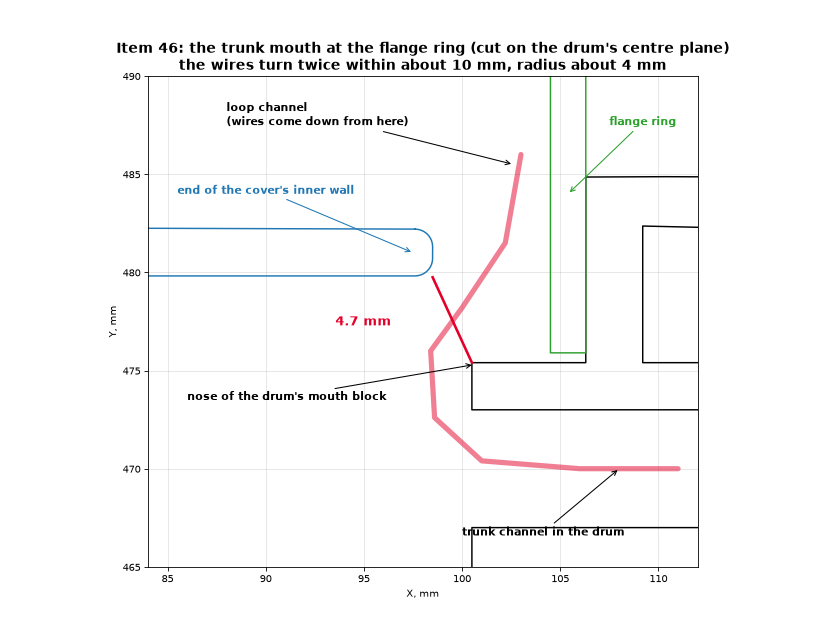 Item 46: the trunk mouth at the flange ring (cut on the drum's centre plane)
the wires turn twice within about 10 mm, radius about 4 mm
490
485
480
475
470
465
Y, mm
loop channel
(wires come down from here)
flange ring
end of the cover's inner wall
4.7 mm
nose of the drum's mouth block
trunk channel in the drum
85
90
95
100
105
110
X, mm